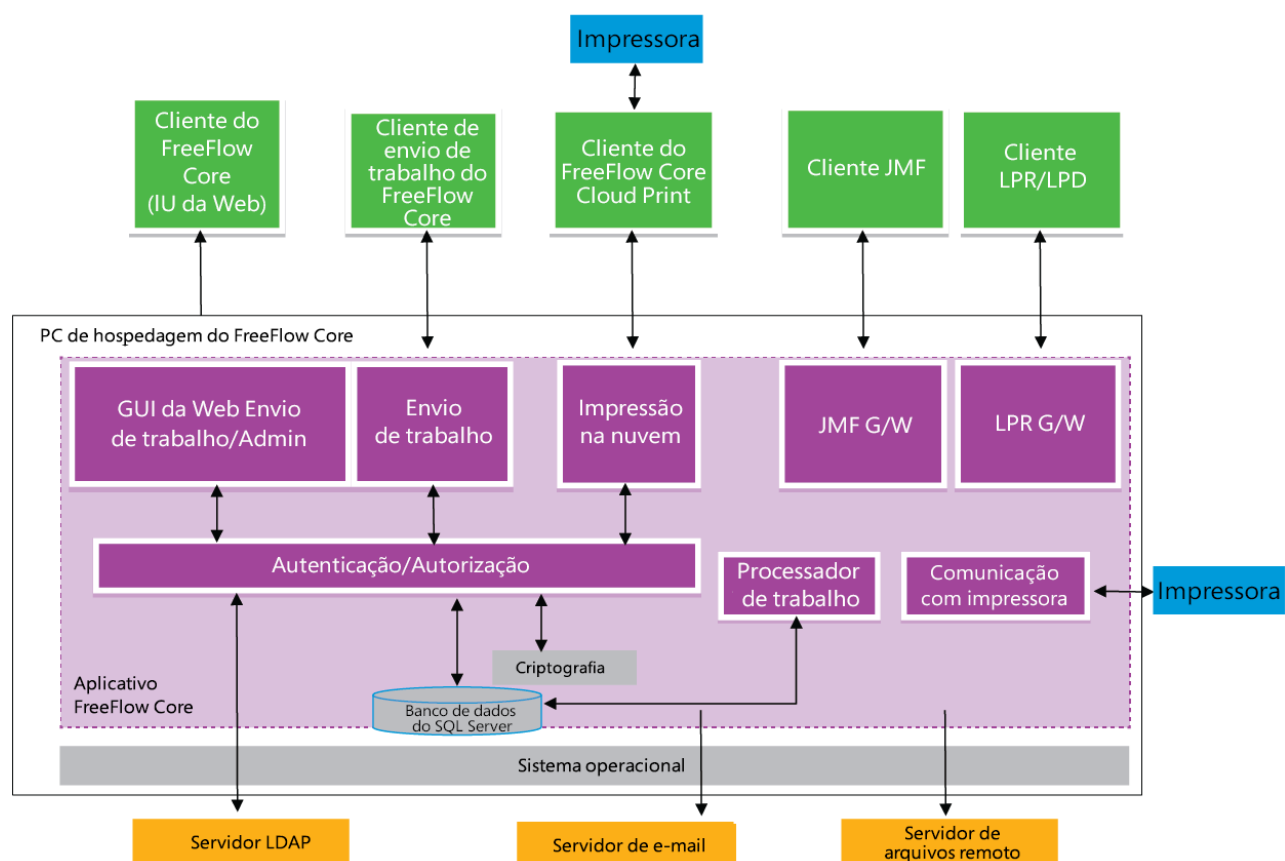 Impressora
Cliente do
FreeFlow
Core
(IU da Web)
Cliente de
envio de
trabalho do
FreeFlow
Core
Cliente do
FreeFlow Core
Cloud Print
Cliente JMF
Cliente
LPR/LPD
PC de hospedagem do FreeFlow Core
GUI da Web Envio
de trabalho/Admin
Envio
de trabalho
Impressão
na nuvem
JMF G/W
LPR G/W
Autenticação/Autorização
Processador
de trabalho
Comunicação
com impressora
Impressora
Criptografia
Aplicativo
FreeFlow Core
Banco de dados
do SQL Server
Sistema operacional
Servidor LDAP
Servidor de e-mail
Servidor de
arquivos remoto